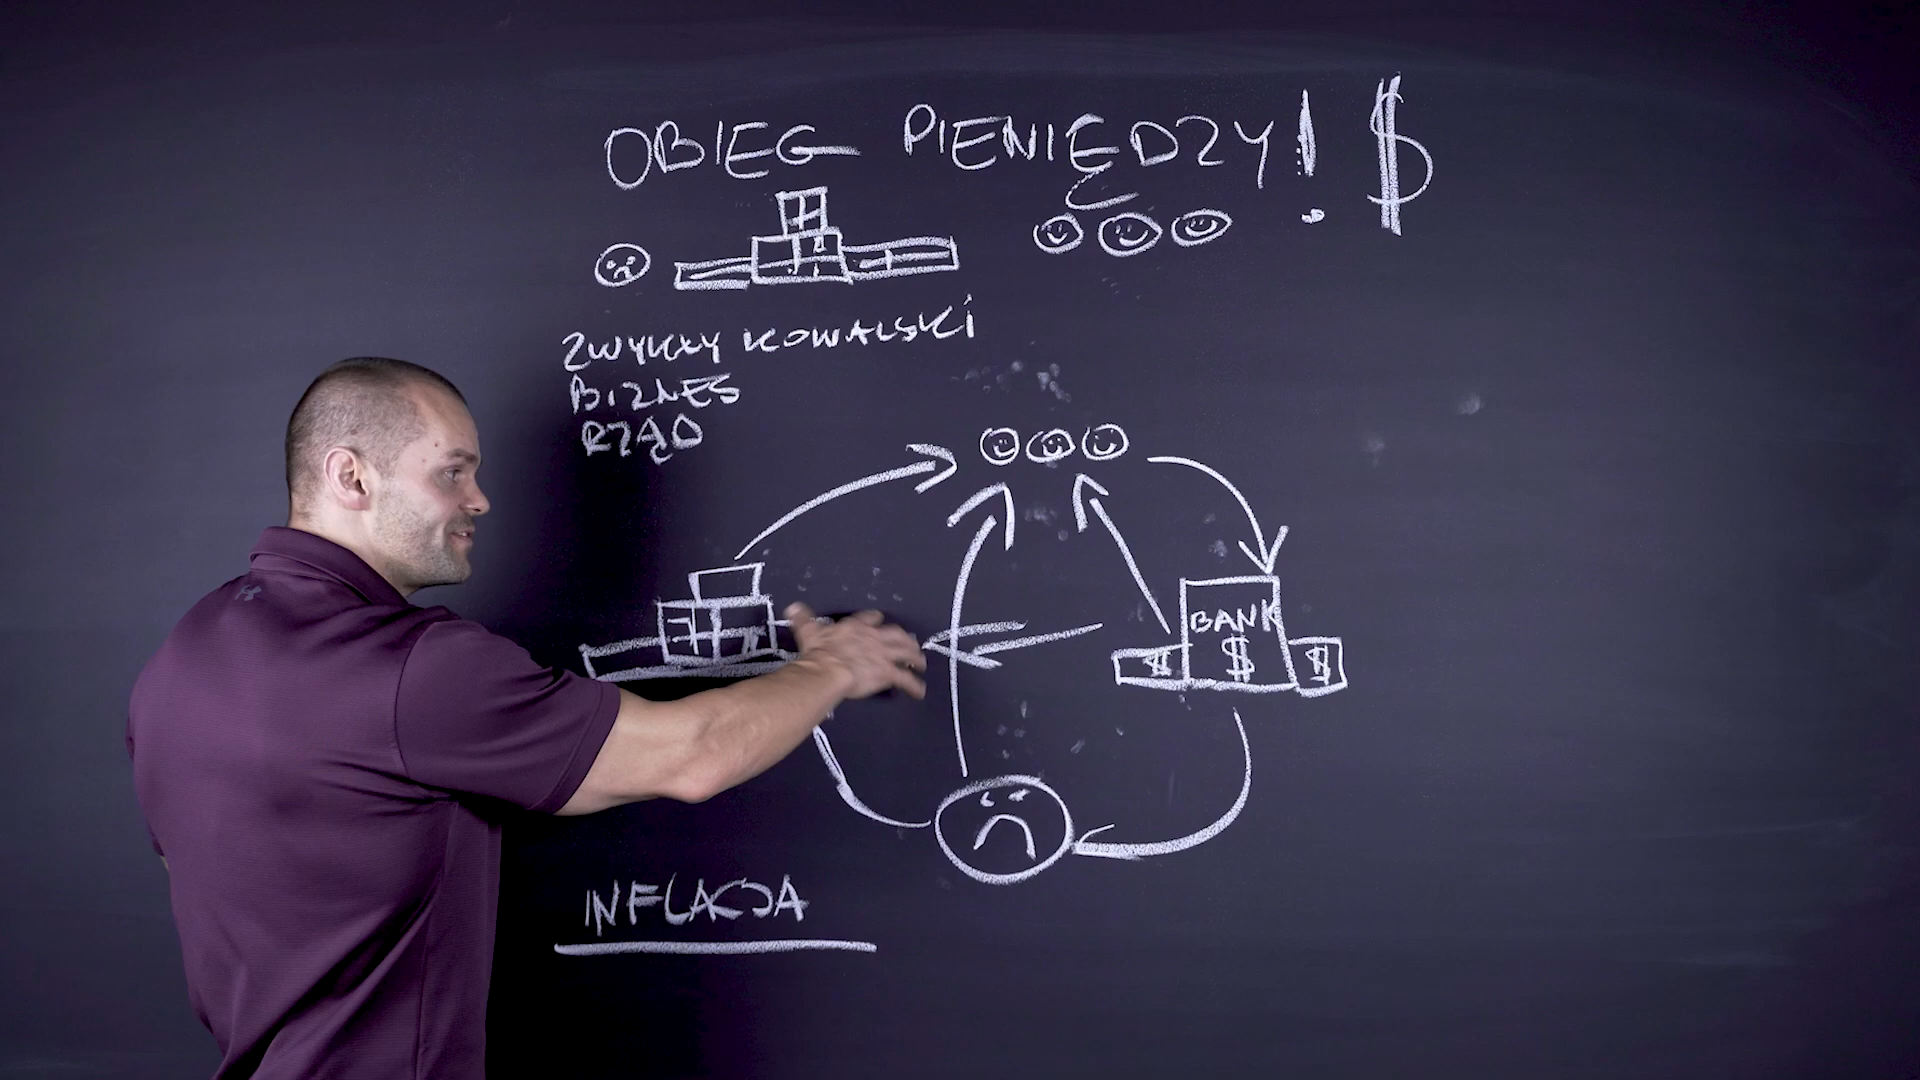 OBIEG PIENIĘDZY! $
ZWYKŁY KOWALSKI
BIZNES
RZĄD
BANK
$ $ $
INFLACJA